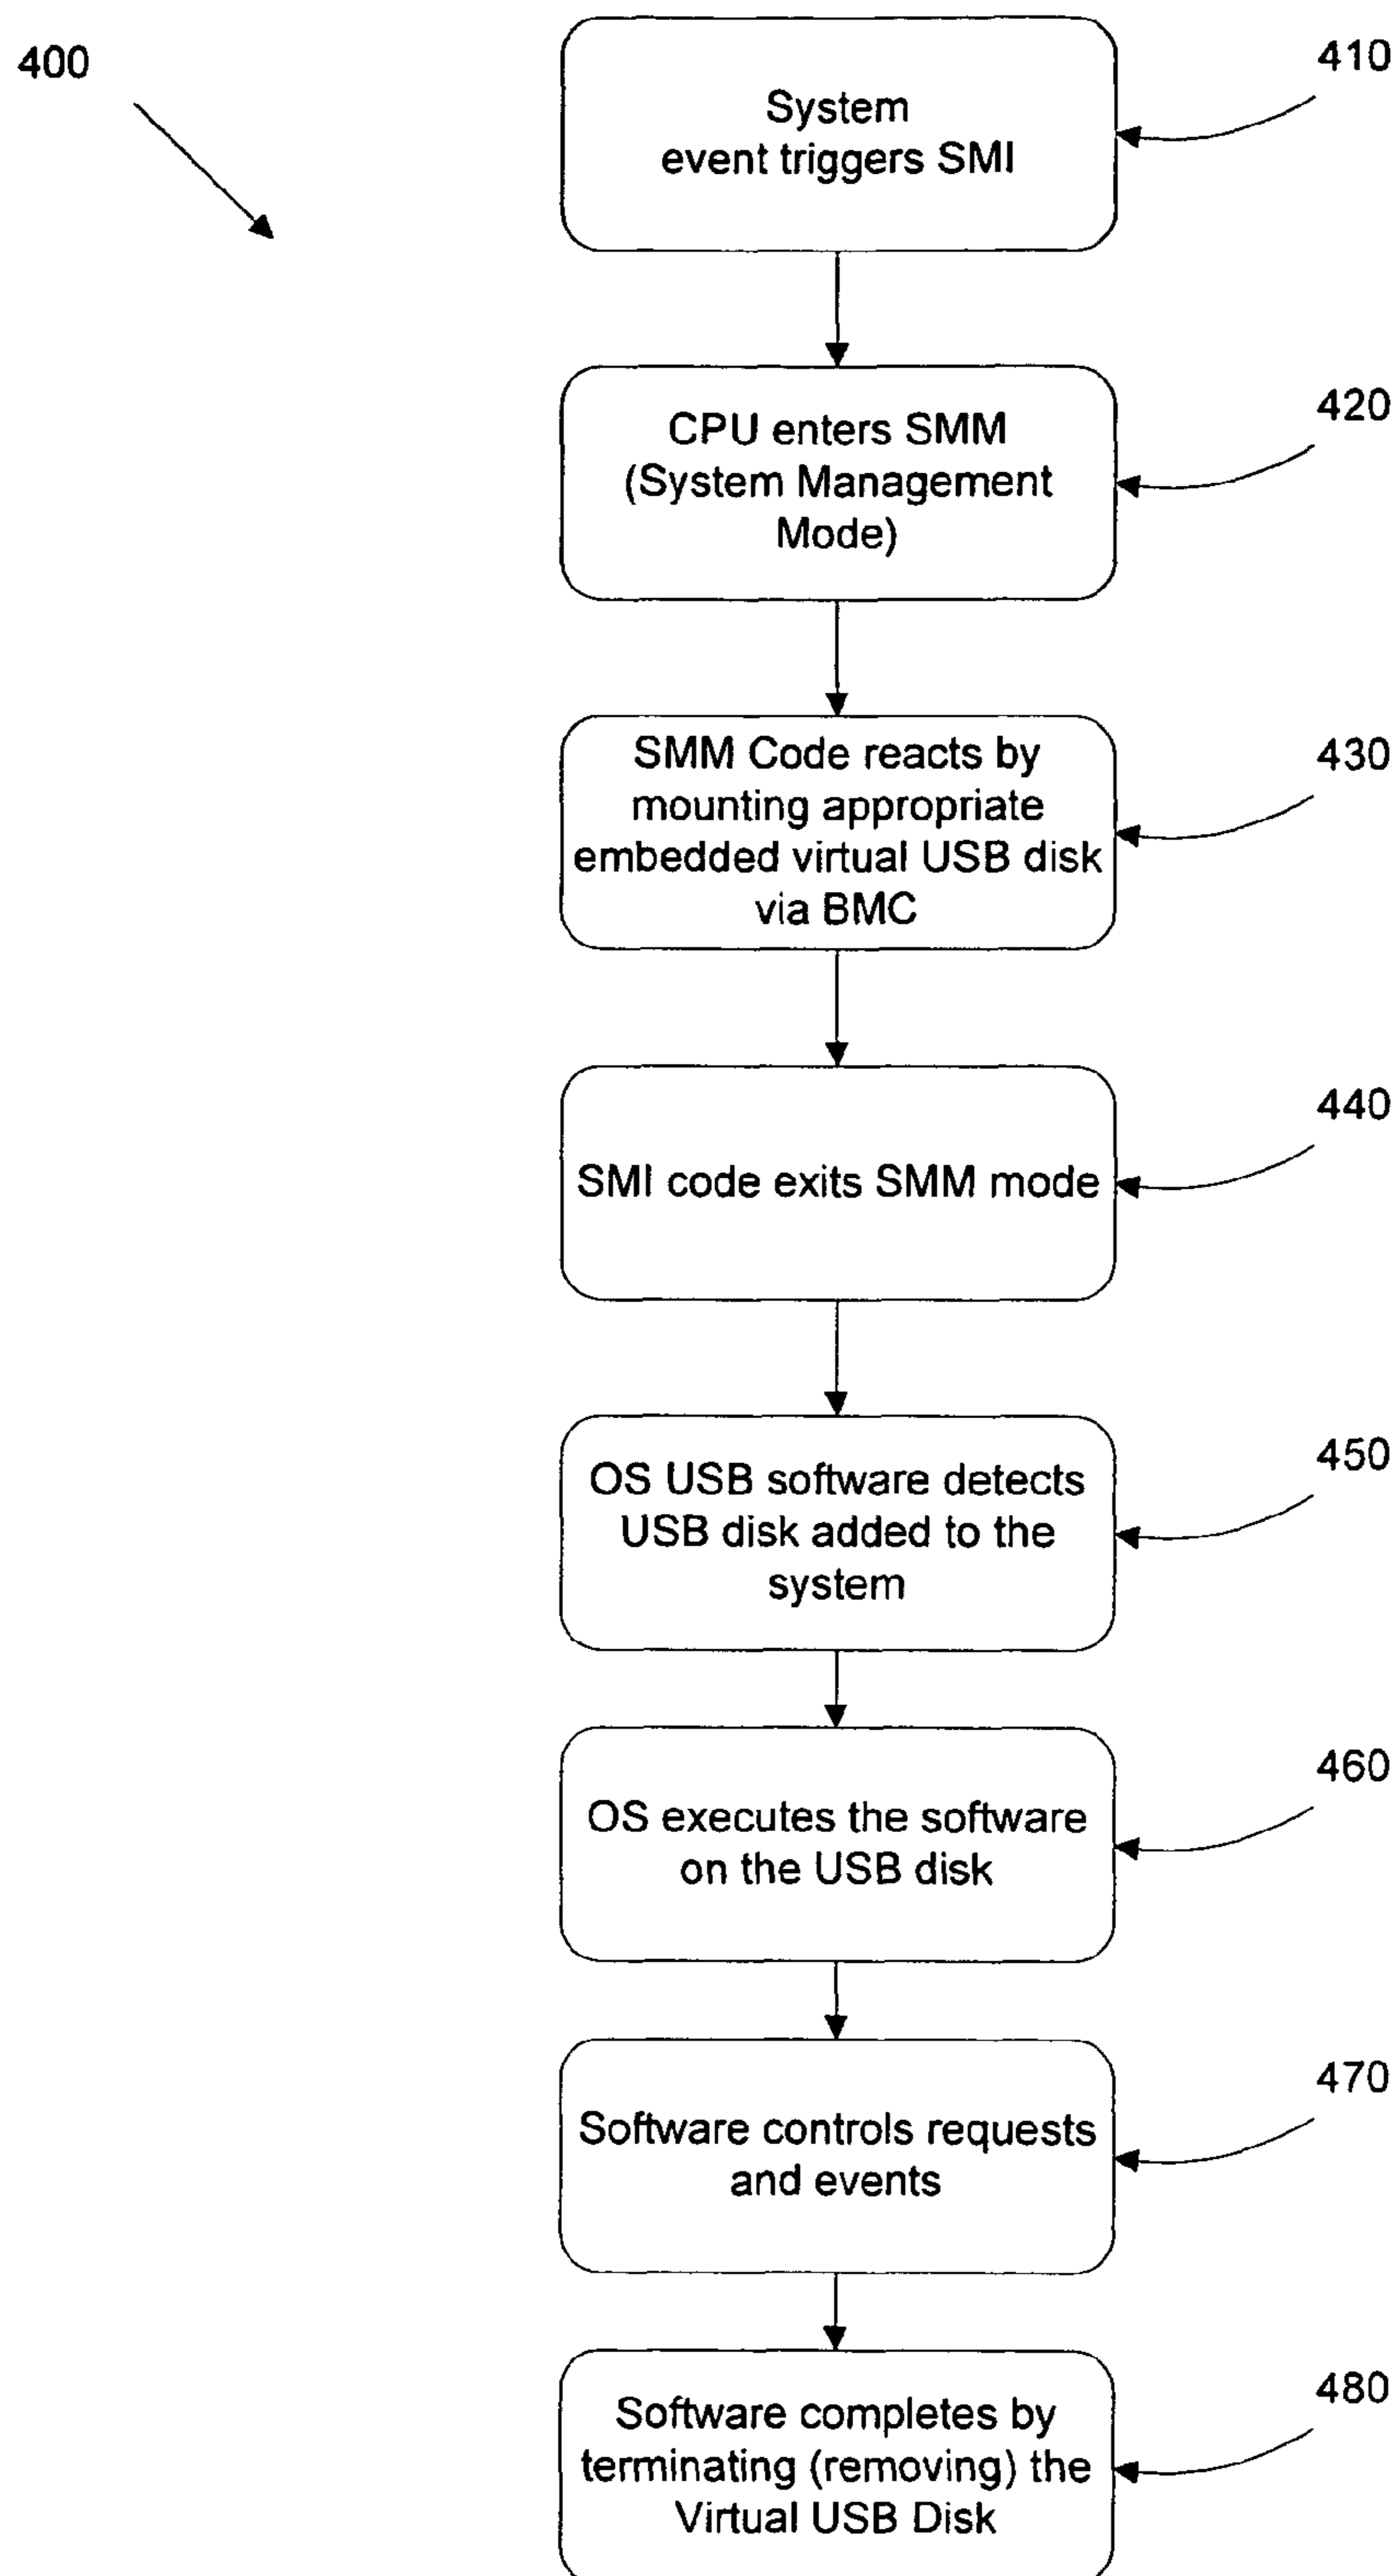 400
410
System
event triggers SMI
420
CPU enters SMM
(System Management
Mode)
430
SMM Code reacts by
mounting appropriate
embedded virtual USB disk
via BMC
440
SMI code exits SMM mode
450
OS USB software detects
USB disk added to the
system
460
OS executes the software
on the USB disk
470
Software controls requests
and events
480
Software completes by
terminating (removing) the
Virtual USB Disk